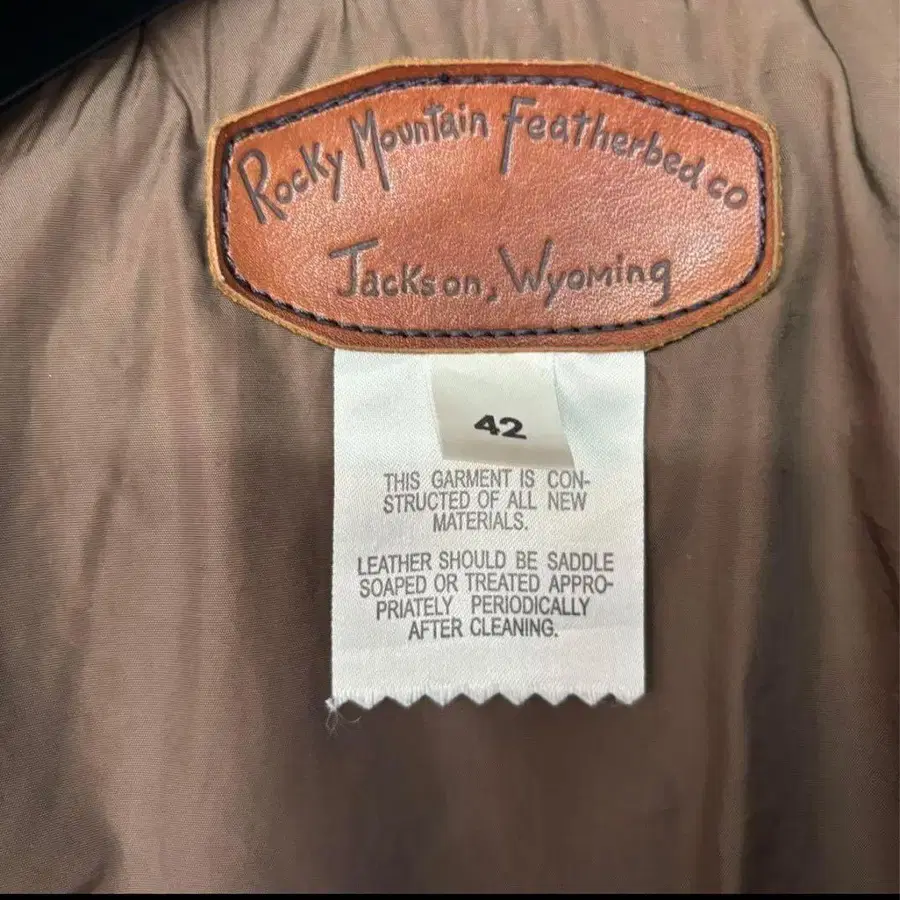 Rocky Mountain Featherbed co
Jackson, Wyoming
42
THIS GARMENT IS CON-
STRUCTED OF ALL NEW
MATERIALS.
LEATHER SHOULD BE SADDLE
SOAPED OR TREATED APPRO-
PRIATELY PERIODICALLY
AFTER CLEANING.